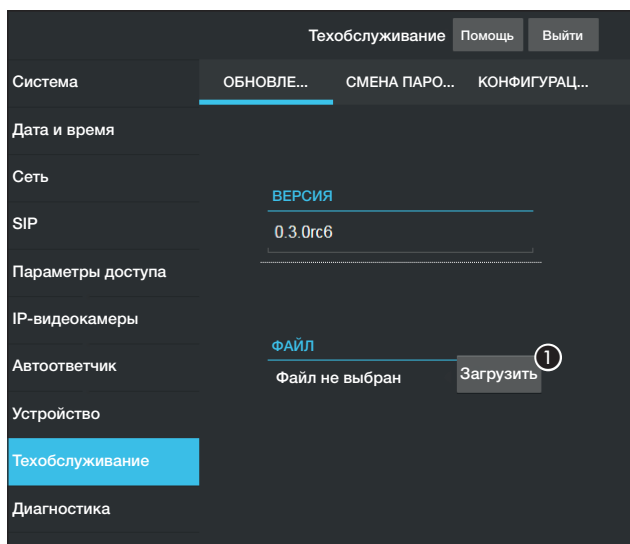 Техобслуживание Помощь Выйти
Система ОБНОВЛЕ... СМЕНА ПАРО... КОНФИГУРАЦ...
Дата и время
Сеть
ВЕРСИЯ
SIP 0.3.0rc6
Параметры доступа
IP-видеокамеры
ФАЙЛ 1
Автоответчик Файл не выбран Загрузить
Устройство
Техобслуживание
Диагностика